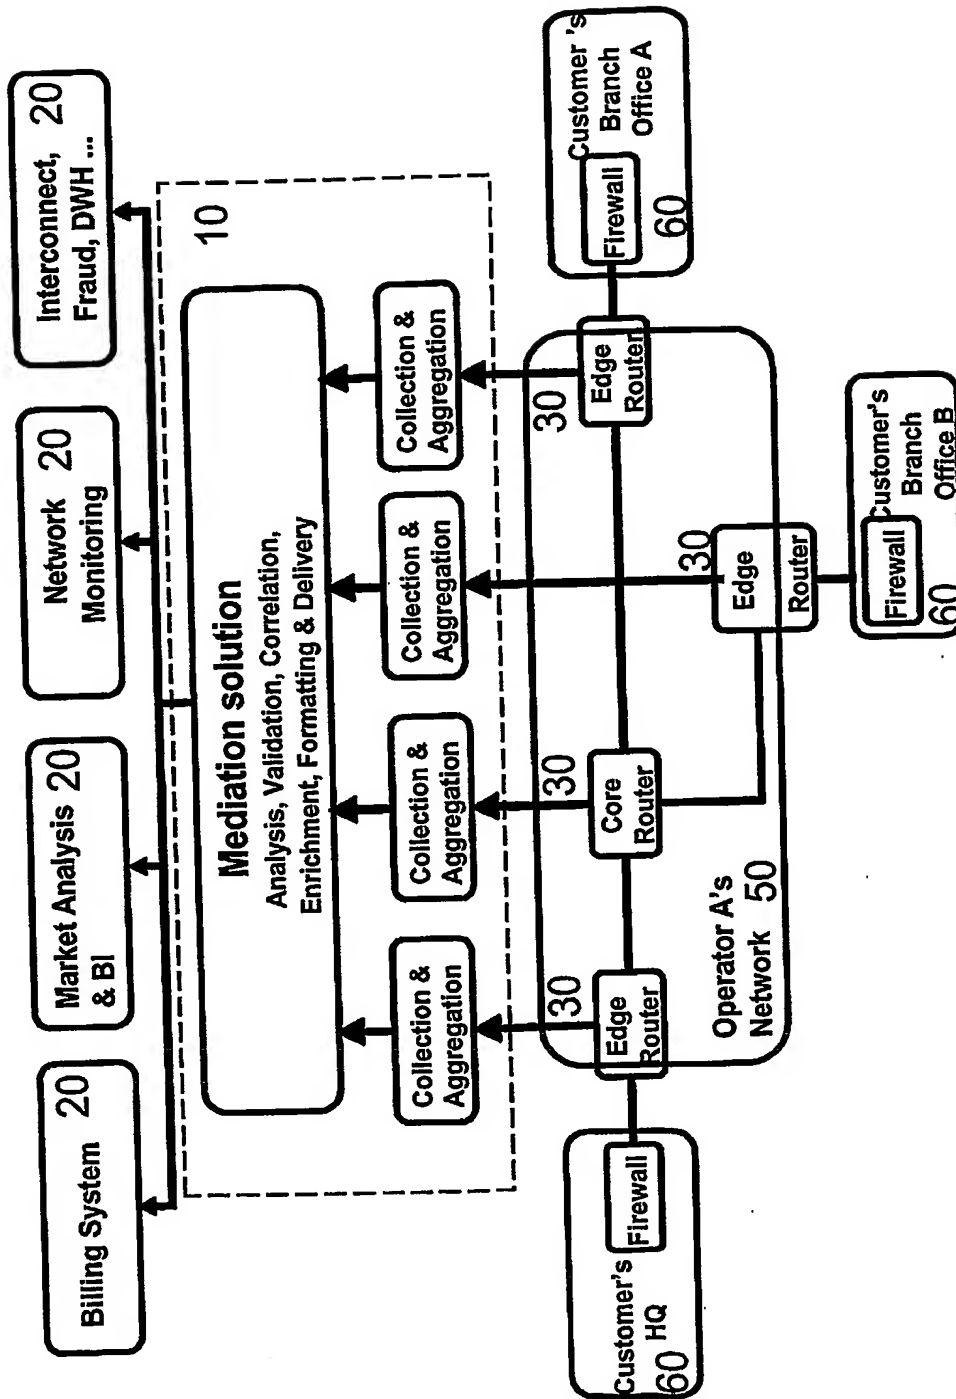 Billing System 20
Market Analysis 20
& BI
Network 20
Monitoring
Interconnect, 20
Fraud, DWH ...
10
Mediation solution
Analysis, Validation, Correlation,
Enrichment, Formatting & Delivery
Collection &
Aggregation
Collection &
Aggregation
Collection &
Aggregation
Collection &
Aggregation
30
30
30
30
Edge
Router
Core
Router
Edge
Router
Edge
Router
Operator A's
Network 50
Customer's
HQ
60
Firewall
Customer's
Branch
Office B
Firewall
60
Customer's
Branch
Office A
Firewall
60